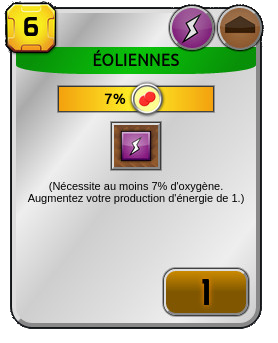 6
ÉOLIENNES
7%
(Nécessite au moins 7% d'oxygène.
Augmentez votre production d'énergie de 1.)
1